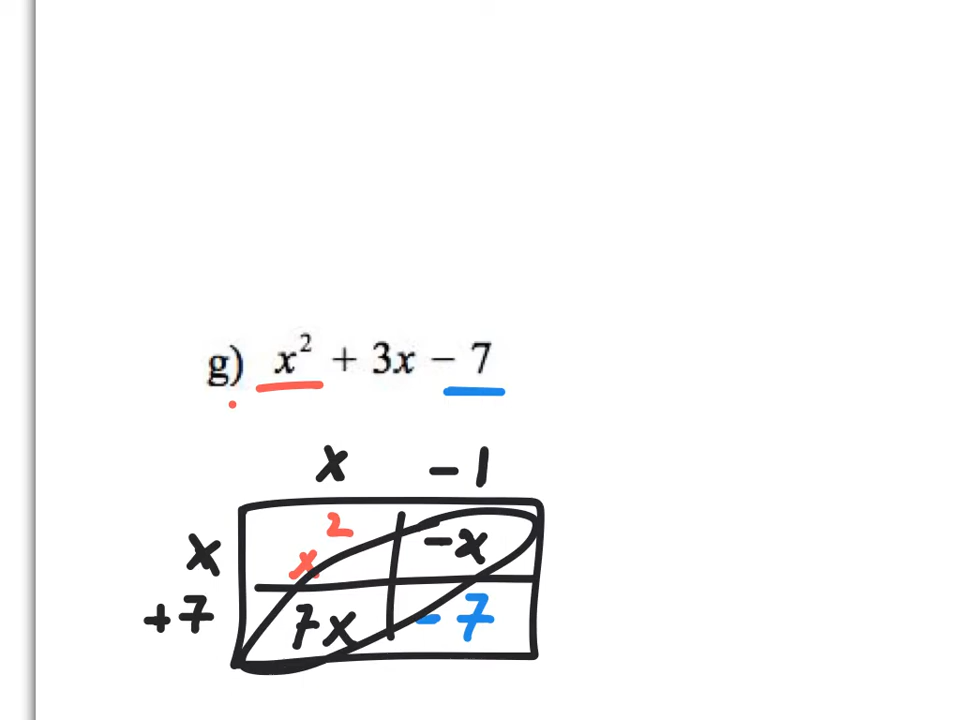 g) x² + 3x − 7
x − 1
x x² −x
+7 7x −7